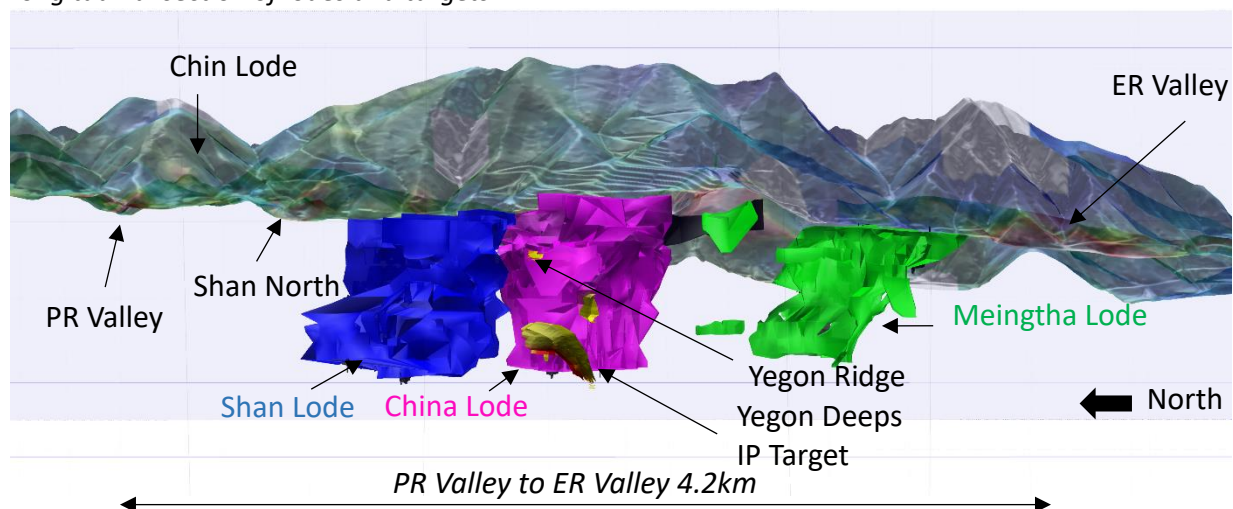 Chin Lode
ER Valley
Shan North
PR Valley
Meingtha Lode
Yegon Ridge
Shan Lode
China Lode
Yegon Deeps
IP Target
North
PR Valley to ER Valley 4.2km